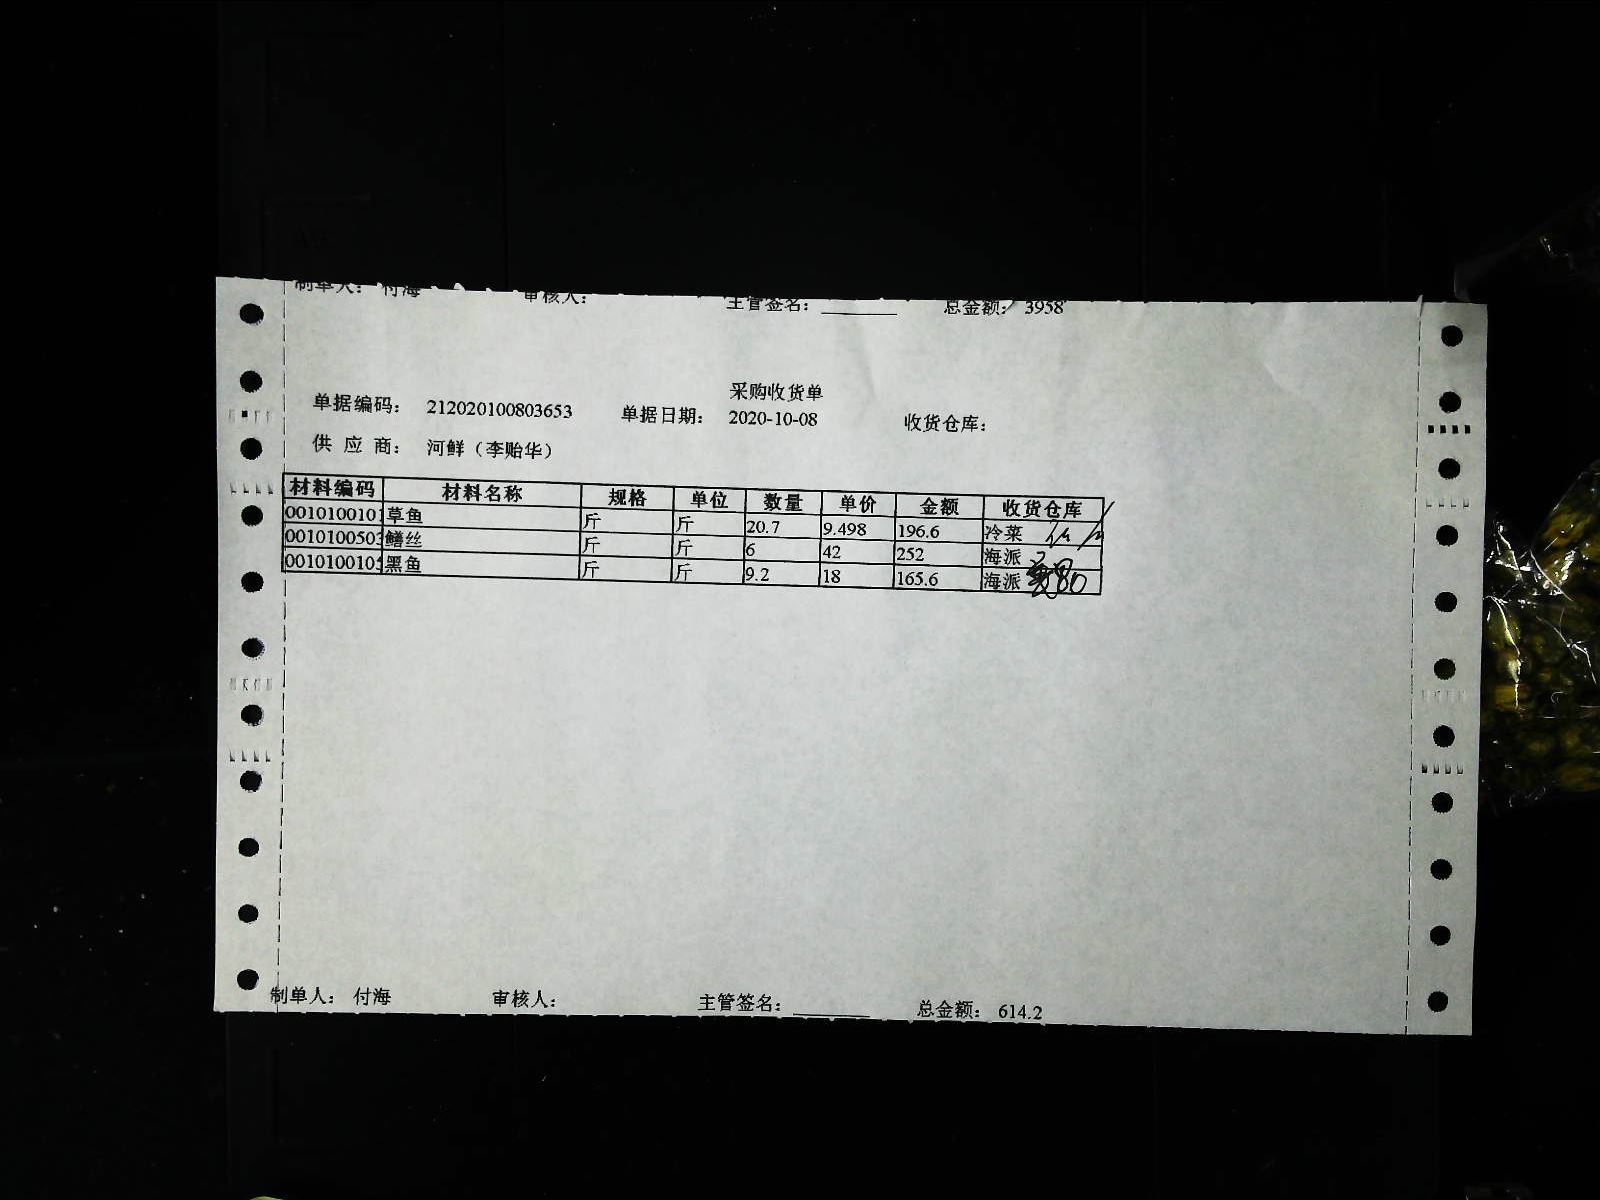 制单人： 付海 审核人： 主管签名： 总金额： 3958
采购收货单
单据编码： 212020100803653 单据日期： 2020-10-08 收货仓库：
供 应 商： 河鲜（李贻华）
材料编码 材料名称 规格 单位 数量 单价 金额 收货仓库
0010100101 草鱼 斤 斤 20.7 9.498 196.6 冷菜
001010050 鳝丝 斤 斤 6 42 252 海派
001010010 黑鱼 斤 斤 9.2 18 165.6 海派
制单人： 付海 审核人： 主管签名： 总金额： 614.2